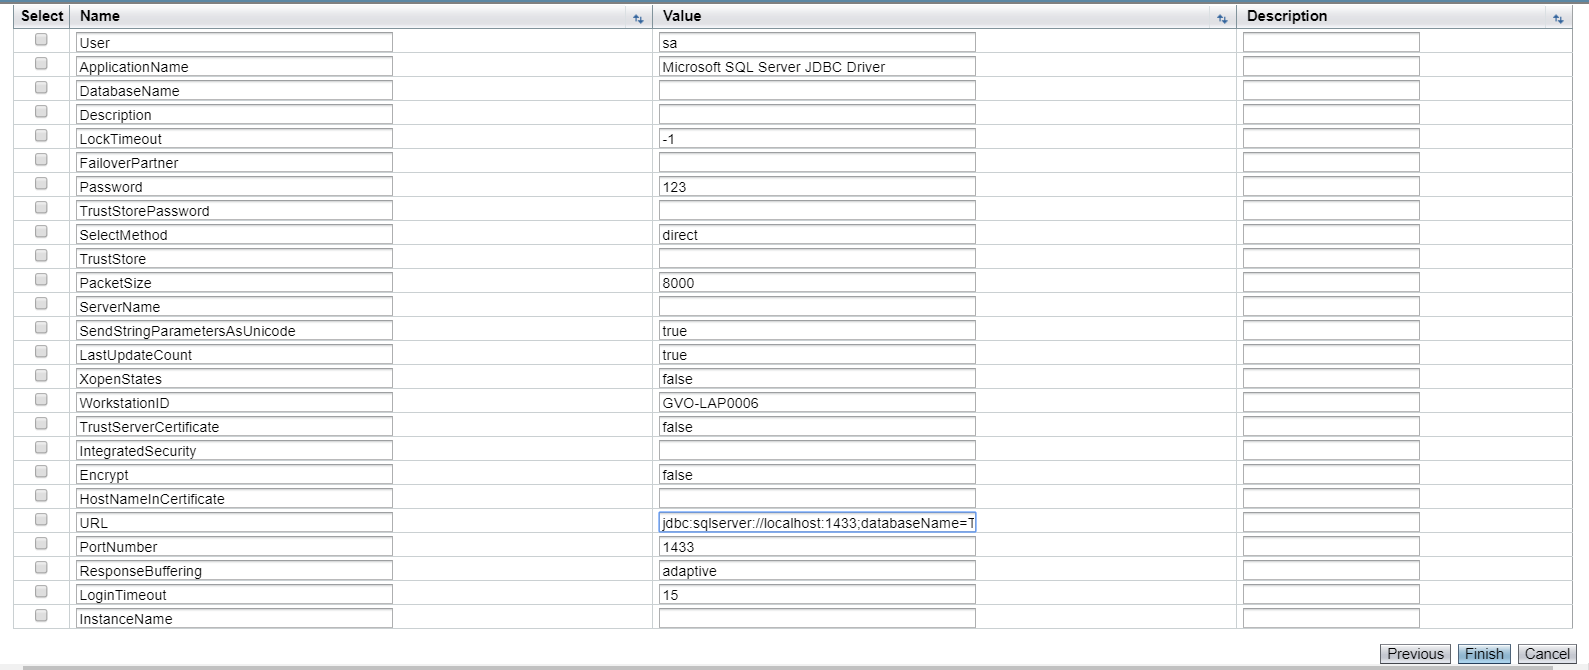 Select Name Value Description
User sa
ApplicationName Microsoft SQL Server JDBC Driver
DatabaseName
Description
LockTimeout -1
FailoverPartner
Password 123
TrustStorePassword
SelectMethod direct
TrustStore
PacketSize 8000
ServerName
SendStringParametersAsUnicode true
LastUpdateCount true
XopenStates false
WorkstationID GVO-LAP0006
TrustServerCertificate false
IntegratedSecurity
Encrypt false
HostNameInCertificate
URL jdbc:sqlserver://localhost:1433;databaseName=T
PortNumber 1433
ResponseBuffering adaptive
LoginTimeout 15
InstanceName
Previous Finish Cancel